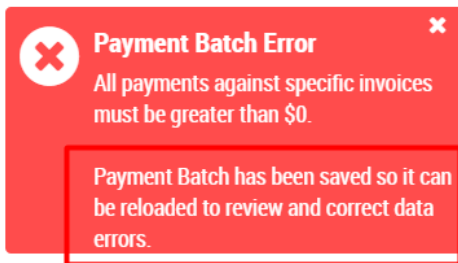 Payment Batch Error
All payments against specific invoices
must be greater than $0.
Payment Batch has been saved so it can
be reloaded to review and correct data
errors.